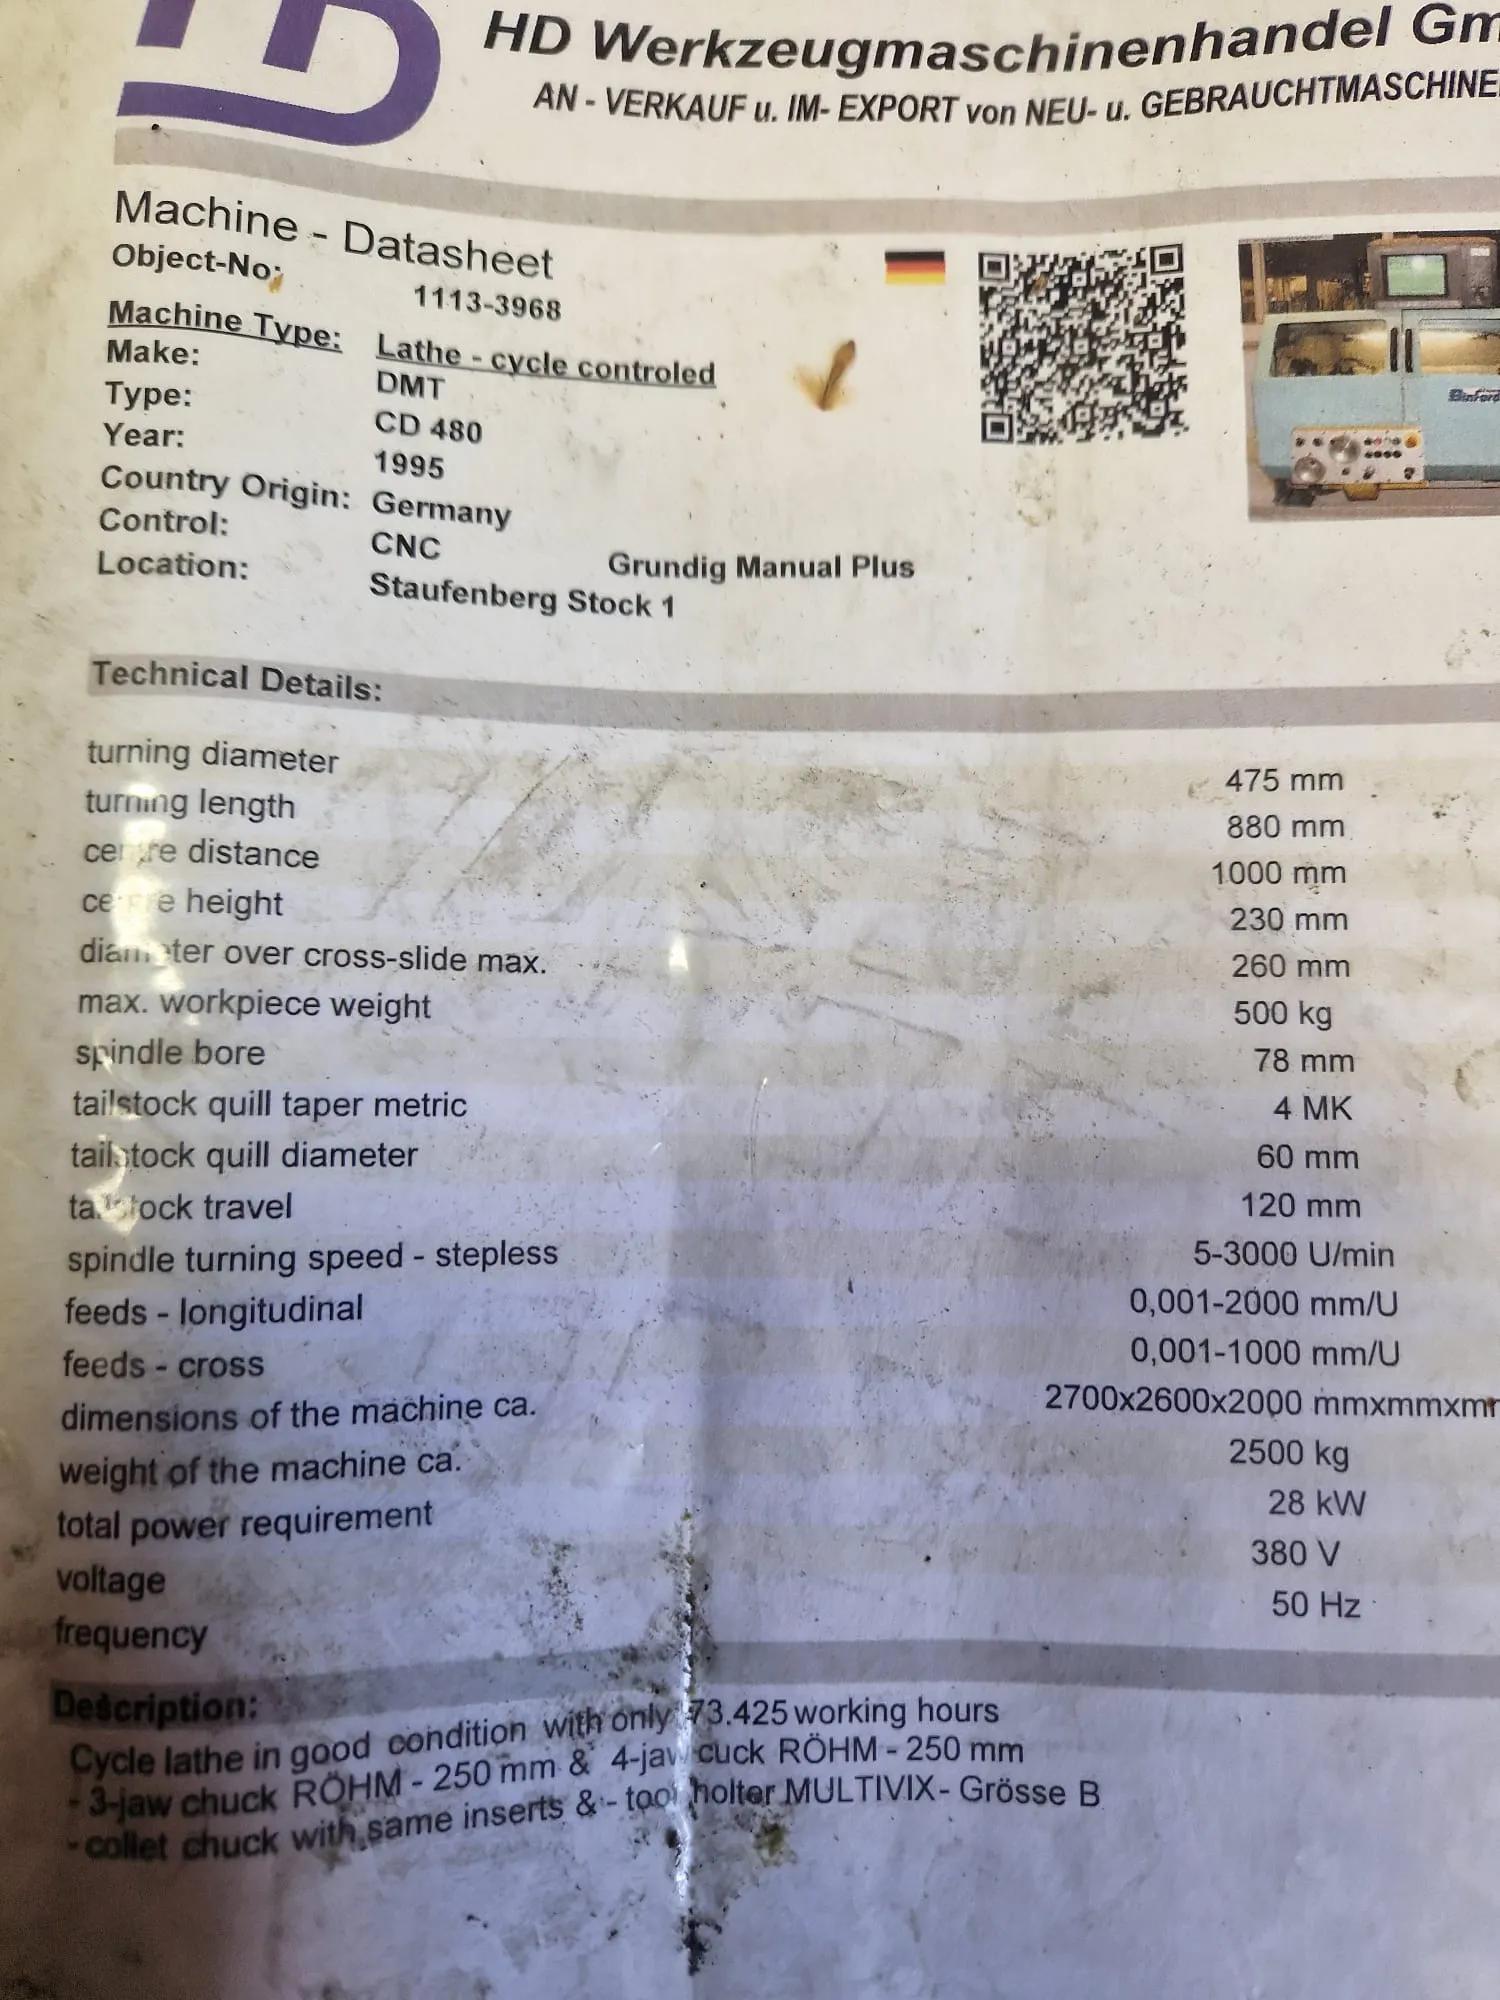 HD Werkzeugmaschinenhandel Gm
AN - VERKAUF u. IM- EXPORT von NEU- u. GEBRAUCHTMASCHINE
Machine - Datasheet
Object-No: 1113-3968
Machine Type: Lathe - cycle controled
Make: DMT
Type: CD 480
Year: 1995
Country Origin: Germany
Control: CNC Grundig Manual Plus
Location: Staufenberg Stock 1
Binford
Technical Details:
turning diameter 475 mm
turning length 880 mm
centre distance 1000 mm
centre height 230 mm
diameter over cross-slide max. 260 mm
max. workpiece weight 500 kg
spindle bore 78 mm
tailstock quill taper metric 4 MK
tailstock quill diameter 60 mm
tailstock travel 120 mm
spindle turning speed - stepless 5-3000 U/min
feeds - longitudinal 0,001-2000 mm/U
feeds - cross 0,001-1000 mm/U
dimensions of the machine ca. 2700x2600x2000 mmxmmxmm
weight of the machine ca. 2500 kg
total power requirement 28 kW
voltage 380 V
frequency 50 Hz
Description:
Cycle lathe in good condition with only 73.425 working hours
- 3-jaw chuck RÖHM - 250 mm & 4-jaw cuck RÖHM - 250 mm
- collet chuck with same inserts & - tool holter MULTIVIX- Grösse B